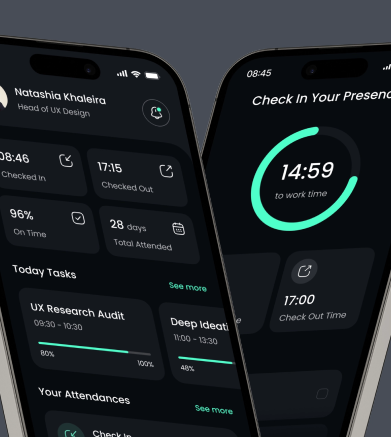 Natashia Khaleira
Head of UX Design
08:46
Checked In
17:15
Checked Out
96%
On Time
28 days
Total Attended
Today Tasks
See more
UX Research Audit
09:30 - 10:30
80%
100%
Deep Ideati
11:00 - 13:30
48%
Your Attendances
See more
Check In
08:45
Check In Your Presenc
14:59
to work time
17:00
Check Out Time